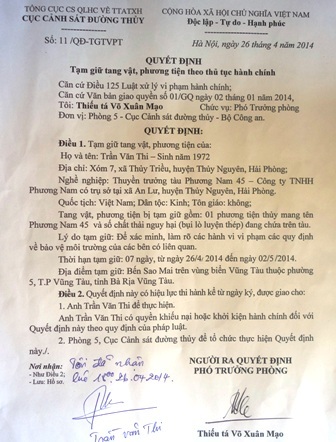 TỔNG CỤC CS QLHC VỀ TTATXH
CỤC CẢNH SÁT ĐƯỜNG THỦY
CỘNG HÒA XÃ HỘI CHỦ NGHĨA VIỆT NAM
Độc lập - Tự do - Hạnh phúc
Số: 11 /QĐ-TGTVPT
Hà Nội, ngày 26 tháng 4 năm 2014
QUYẾT ĐỊNH
Tạm giữ tang vật, phương tiện theo thủ tục hành chính
Căn cứ Điều 125 Luật xử lý vi phạm hành chính;
Căn cứ Văn bản giao quyền số 01/GQ ngày 02 tháng 01 năm 2014,
Tôi: Thiếu tá Võ Xuân Mạo Chức vụ: Phó Trưởng phòng
Đơn vị: Phòng 5 - Cục Cảnh sát đường thủy - Bộ Công an.
QUYẾT ĐỊNH:
Điều 1. Tạm giữ tang vật, phương tiện của:
Họ và tên: Trần Văn Thi – Sinh năm 1972
Địa chỉ: Xóm 7, xã Thủy Triều, huyện Thủy Nguyên, Hải Phòng;
Nghề nghiệp: Thuyền trưởng tàu Phương Nam 45 – Công ty TNHH
Phương Nam có trụ sở tại xã An Lư, huyện Thủy Nguyên, Hải Phòng.
Quốc tịch: Việt Nam; Dân tộc: Kinh; Tôn giáo: không;
Tang vật, phương tiện bị tạm giữ gồm: 01 phương tiện thủy mang tên
Phương Nam 45 và số chất thải nguy hại (bụi lò luyện thép) đang chứa trên tàu.
Lý do tạm giữ: Để xác minh, làm rõ các hành vi vi phạm các quy định
về bảo vệ môi trường của các bên có liên quan.
Thời hạn tạm giữ: 07 ngày, từ ngày 26/4/ 2014 đến ngày 02/5/2014.
Địa điểm tạm giữ: Bến Sao Mai trên vùng biển Vũng Tàu thuộc phường
5, T.P Vũng Tàu, tỉnh Bà Rịa Vũng Tàu.
Điều 2. Quyết định này có hiệu lực thi hành kể từ ngày ký, được giao cho:
1. Anh Trần Văn Thi để thực hiện.
Anh Trần Văn Thi có quyền khiếu nại hoặc khởi kiện hành chính đối với
Quyết định này theo quy định của pháp luật.
2. Phòng 5, Cục Cảnh sát đường thủy để tổ chức thực hiện Quyết định
này./.
Nơi nhận:
- Như Điều 2;
- Lưu: Hồ sơ.
Tôi đã nhận
26.04.2014.
Trần văn Thi
NGƯỜI RA QUYẾT ĐỊNH
PHÓ TRƯỞNG PHÒNG
Thiếu tá Võ Xuân Mạo